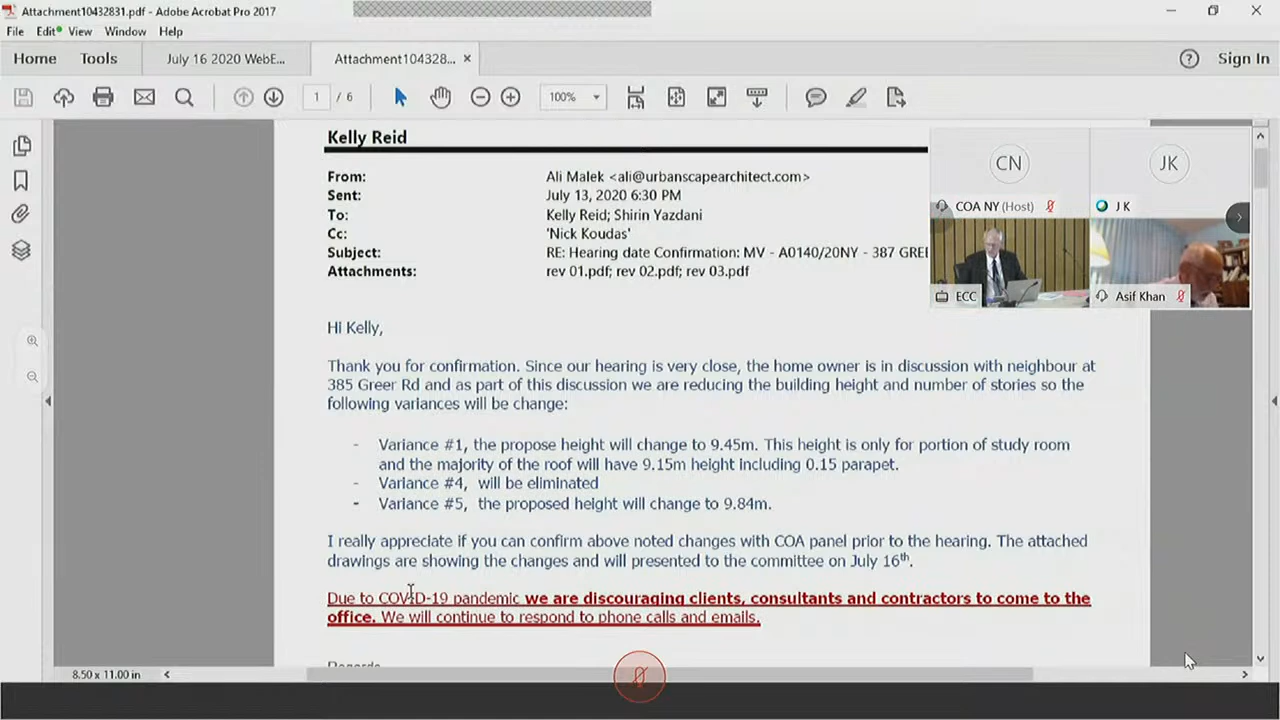 Attachment10432831.pdf - Adobe Acrobat Pro 2017
File Edit View Window Help
Home Tools July 16 2020 WebE... Attachment104328... × Sign In
1 / 6 100%
Kelly Reid
From: Ali Malek <ali@urbanscapearchitect.com>
Sent: July 13, 2020 6:30 PM
To: Kelly Reid; Shirin Yazdani
Cc: 'Nick Koudas'
Subject: RE: Hearing date Confirmation: MV - A0140/20NY - 387 GREE
Attachments: rev 01.pdf; rev 02.pdf; rev 03.pdf
CN JK
COA NY (Host) J K
ECC Asif Khan
Hi Kelly,
Thank you for confirmation. Since our hearing is very close, the home owner is in discussion with neighbour at
385 Greer Rd and as part of this discussion we are reducing the building height and number of stories so the
following variances will be change:
- Variance #1, the propose height will change to 9.45m. This height is only for portion of study room
and the majority of the roof will have 9.15m height including 0.15 parapet.
- Variance #4, will be eliminated
- Variance #5, the proposed height will change to 9.84m.
I really appreciate if you can confirm above noted changes with COA panel prior to the hearing. The attached
drawings are showing the changes and will presented to the committee on July 16th.
Due to COVID-19 pandemic we are discouraging clients, consultants and contractors to come to the
office. We will continue to respond to phone calls and emails.
8.50 x 11.00 in